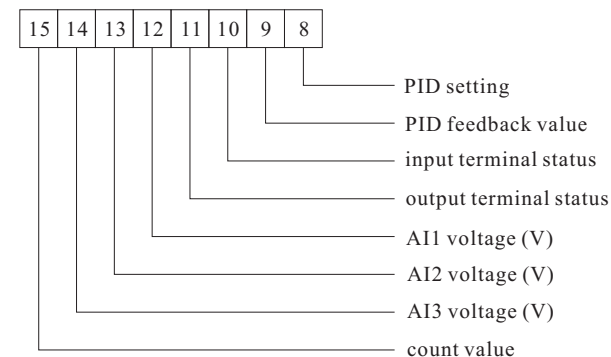 15 14 13 12 11 10 9 8
PID setting
PID feedback value
input terminal status
output terminal status
AI1 voltage (V)
AI2 voltage (V)
AI3 voltage (V)
count value